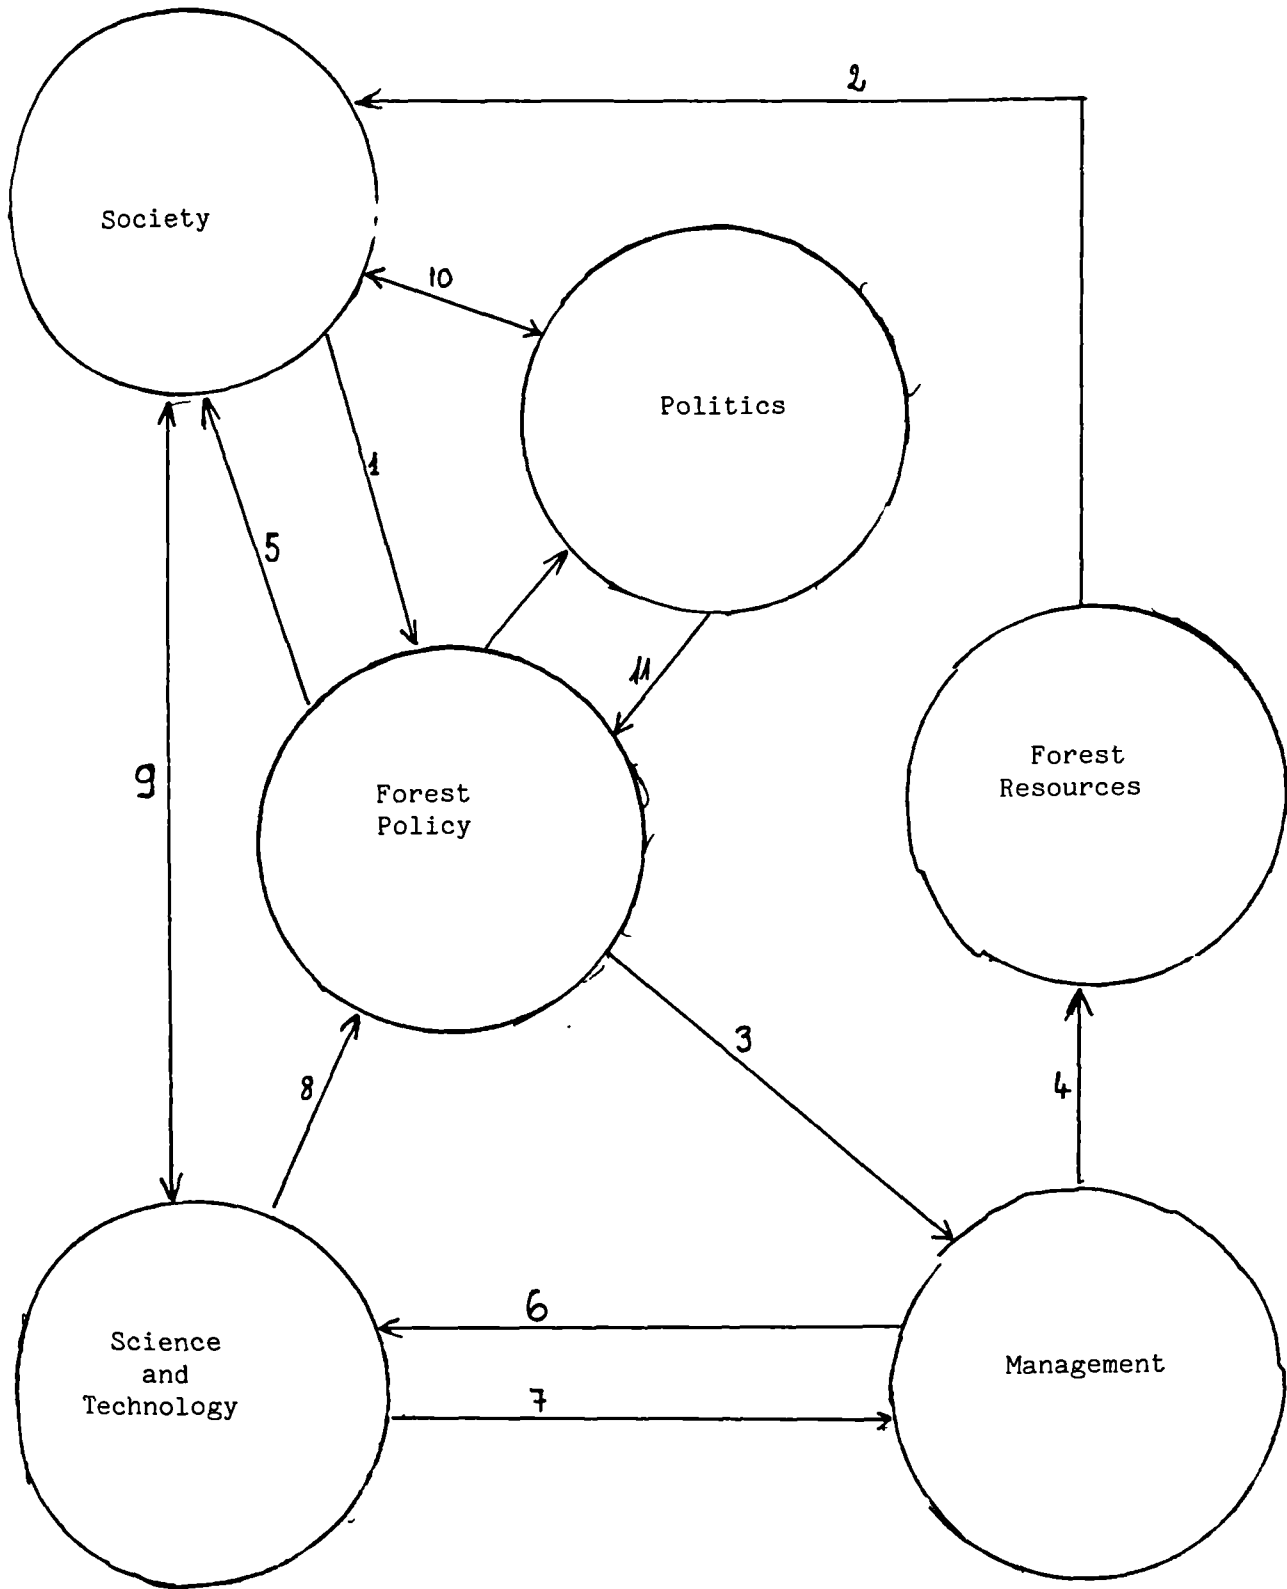 2
Society
10
Politics
1
5
11
Forest
Resources
9
Forest
Policy
3
8
4
6
Science
and
Technology
Management
7